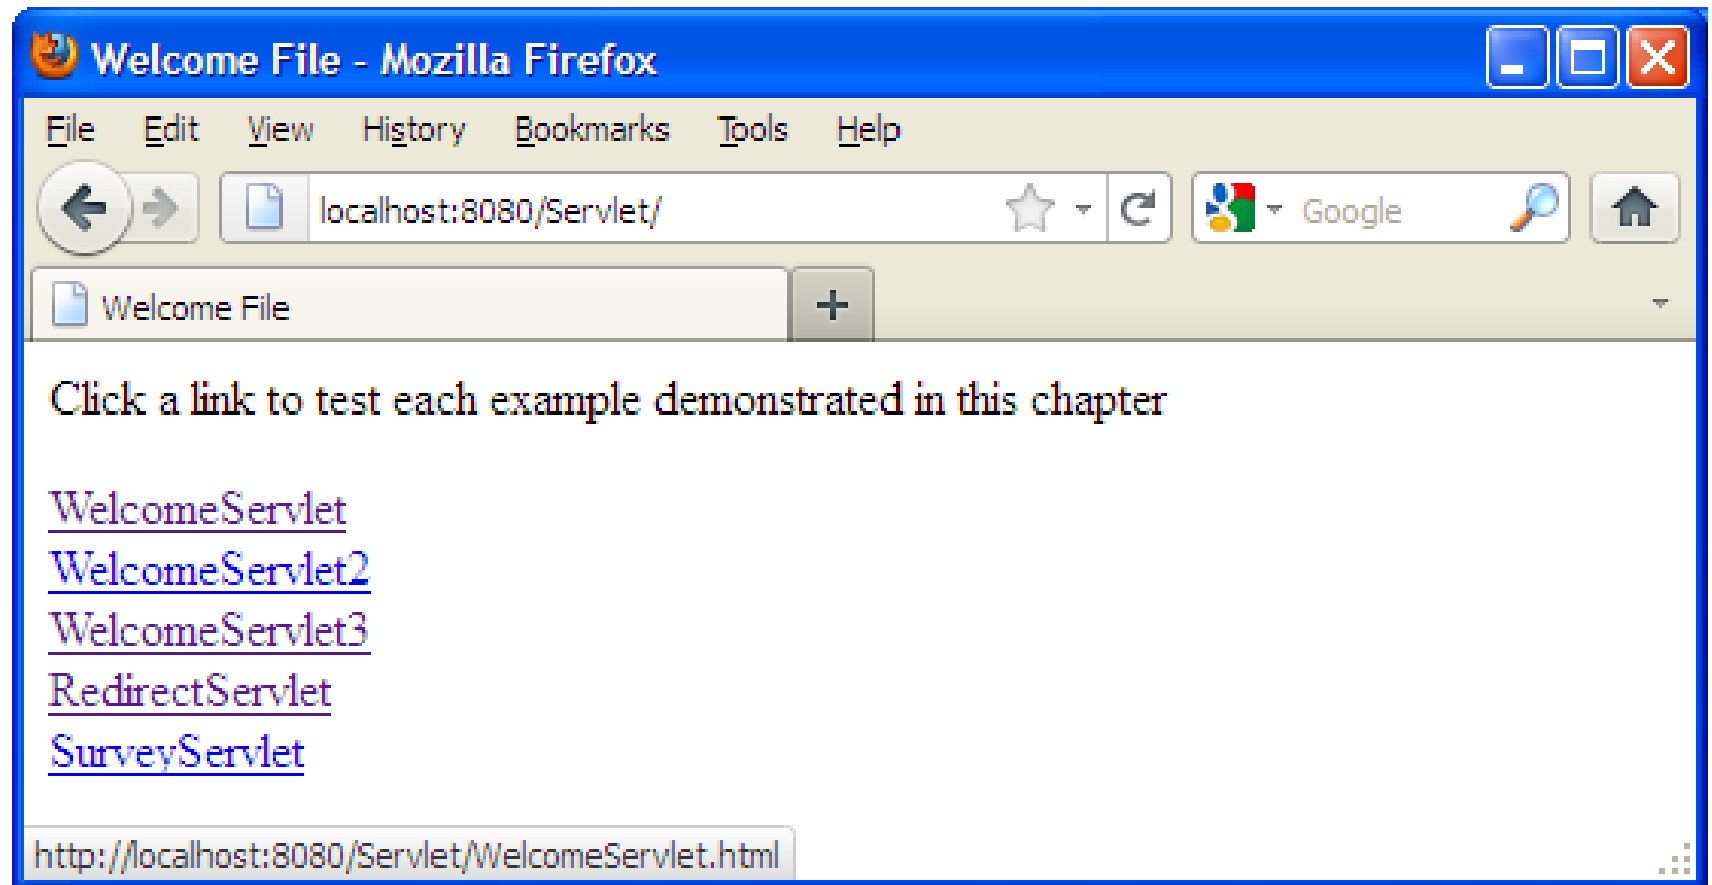 Welcome File - Mozilla Firefox
File Edit View History Bookmarks Tools Help
localhost:8080/Servlet/ Google
Welcome File
Click a link to test each example demonstrated in this chapter
WelcomeServlet
WelcomeServlet2
WelcomeServlet3
RedirectServlet
SurveyServlet
http://localhost:8080/Servlet/WelcomeServlet.html